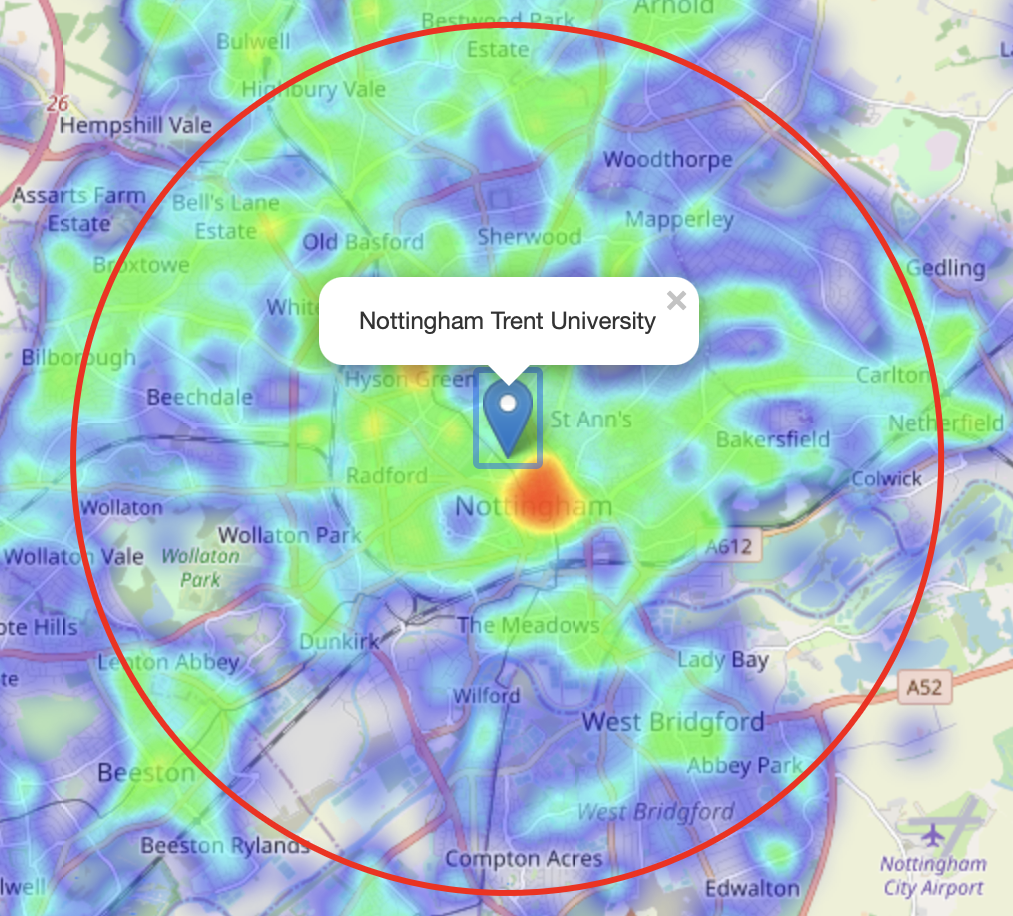 Bestwood Park
Estate
Arnold
Bulwell
Highbury Vale
26
Hempshill Vale
Woodthorpe
Assarts Farm
Estate
Bell's Lane
Estate
Mapperley
Old Basford
Sherwood
Broxtowe
Gedling
White
Nottingham Trent University
×
Bilborough
Hyson Green
Carlton
Beechdale
St Ann's
Netherfield
Bakersfield
Radford
Colwick
Nottingham
Wollaton
Wollaton Park
A612
Wollaton Vale
Wollaton
Park
ote Hills
The Meadows
Dunkirk
Lenton Abbey
Lady Bay
te
A52
Wilford
West Bridgford
Beeston
Abbey Park
West Bridgford
Beeston Rylands
Compton Acres
Nottingham
City Airport
lwell
Edwalton